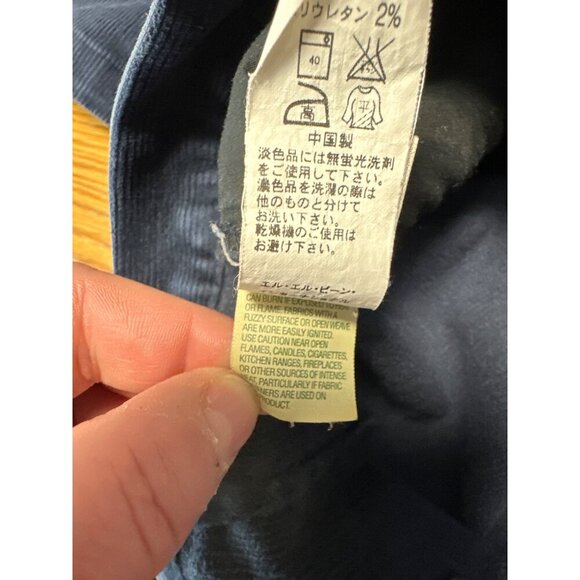 リウレタン 2%
40
高
平
中国製
淡色品には無蛍光洗剤
をご使用して下さい。
濃色品を洗濯の際は
他のものと分けて
お洗い下さい。
乾燥機のご使用は
お避け下さい。
エル・エル・ビーン・
CAN BURN IF EXPOSED TO
OR FLAME. FABRICS WITH A
FUZZY SURFACE OR OPEN WEAVE
ARE MORE EASILY IGNITED.
USE CAUTION NEAR OPEN
FLAMES, CANDLES, CIGARETTES,
KITCHEN RANGES, FIREPLACES
OR OTHER SOURCES OF INTENSE
HEAT, PARTICULARLY IF FABRIC
ARE USED ON
PRODUCT.